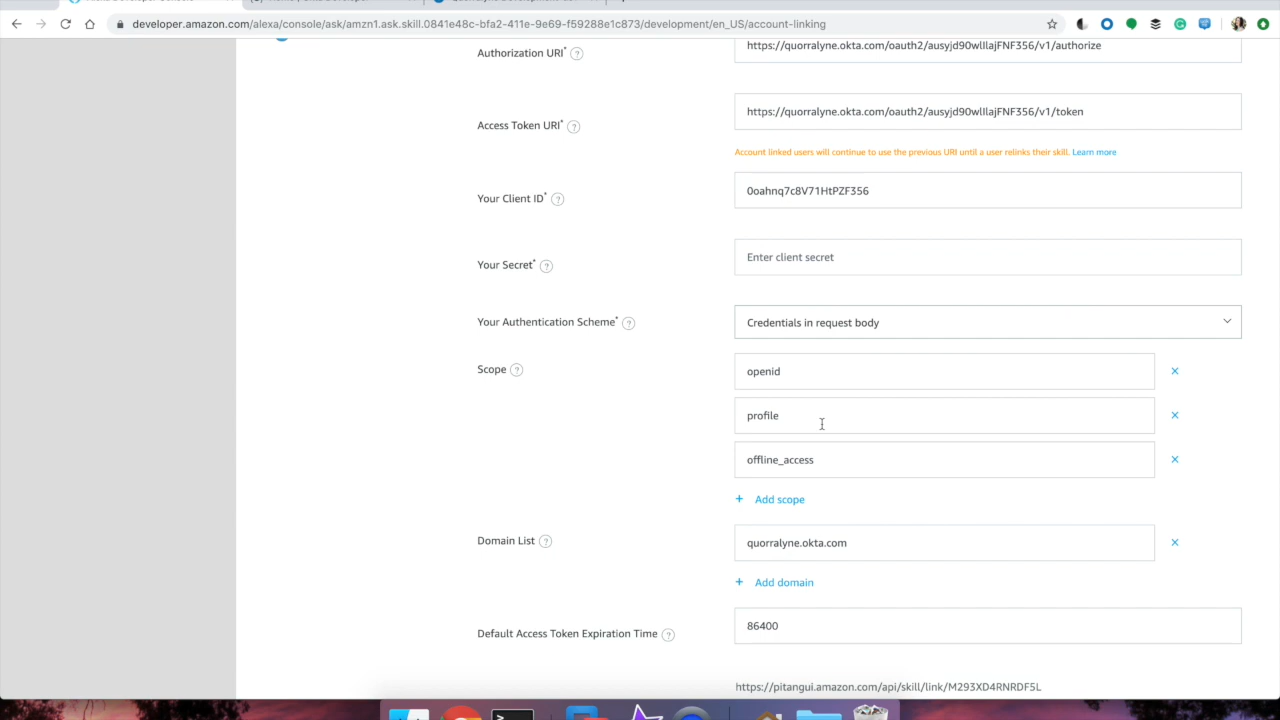 developer.amazon.com/alexa/console/ask/amzn1.ask.skill.0841e48c-bfa2-411e-9e69-f59288e1c873/development/en_US/account-linking
Authorization URI* ?
https://quorralyne.okta.com/oauth2/ausyjd90wlIlajFNF356/v1/authorize
Access Token URI* ?
https://quorralyne.okta.com/oauth2/ausyjd90wlIlajFNF356/v1/token
Account linked users will continue to use the previous URI until a user relinks their skill. Learn more
Your Client ID* ?
0oahnq7c8V71HtPZF356
Your Secret* ?
Enter client secret
Your Authentication Scheme* ?
Credentials in request body
Scope ?
openid
profile
offline_access
+ Add scope
Domain List ?
quorralyne.okta.com
+ Add domain
Default Access Token Expiration Time ?
86400
https://pitangui.amazon.com/api/skill/link/M293XD4RNRDF5L